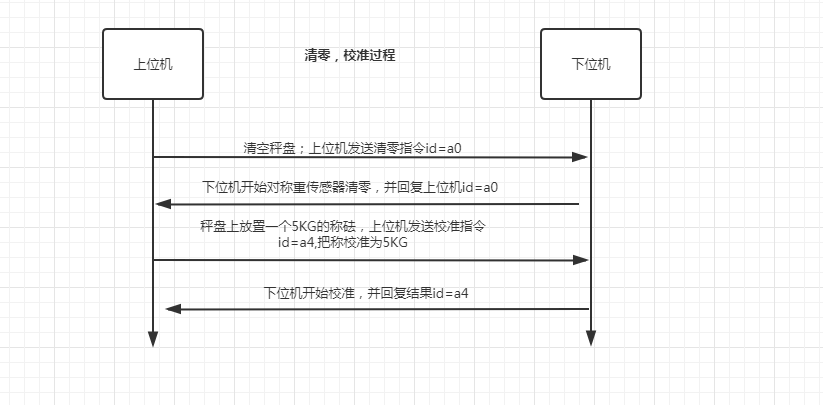 上位机
清零，校准过程
下位机
清空秤盘；上位机发送清零指令id=a0
下位机开始对称重传感器清零，并回复上位机id=a0
秤盘上放置一个5KG的称砝，上位机发送校准指令
id=a4,把称校准为5KG
下位机开始校准，并回复结果id=a4